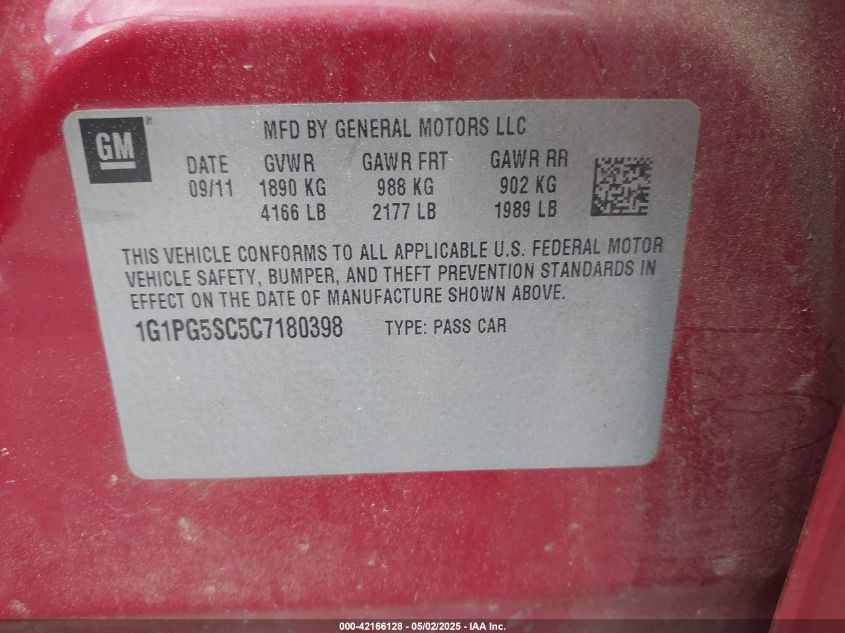 GM
MFD BY GENERAL MOTORS LLC
DATE GVWR GAWR FRT GAWR RR
09/11 1890 KG 988 KG 902 KG
4166 LB 2177 LB 1989 LB
THIS VEHICLE CONFORMS TO ALL APPLICABLE U.S. FEDERAL MOTOR
VEHICLE SAFETY, BUMPER, AND THEFT PREVENTION STANDARDS IN
EFFECT ON THE DATE OF MANUFACTURE SHOWN ABOVE.
1G1PG5SC5C7180398 TYPE: PASS CAR
000-42166128 - 05/02/2025 - IAA Inc.